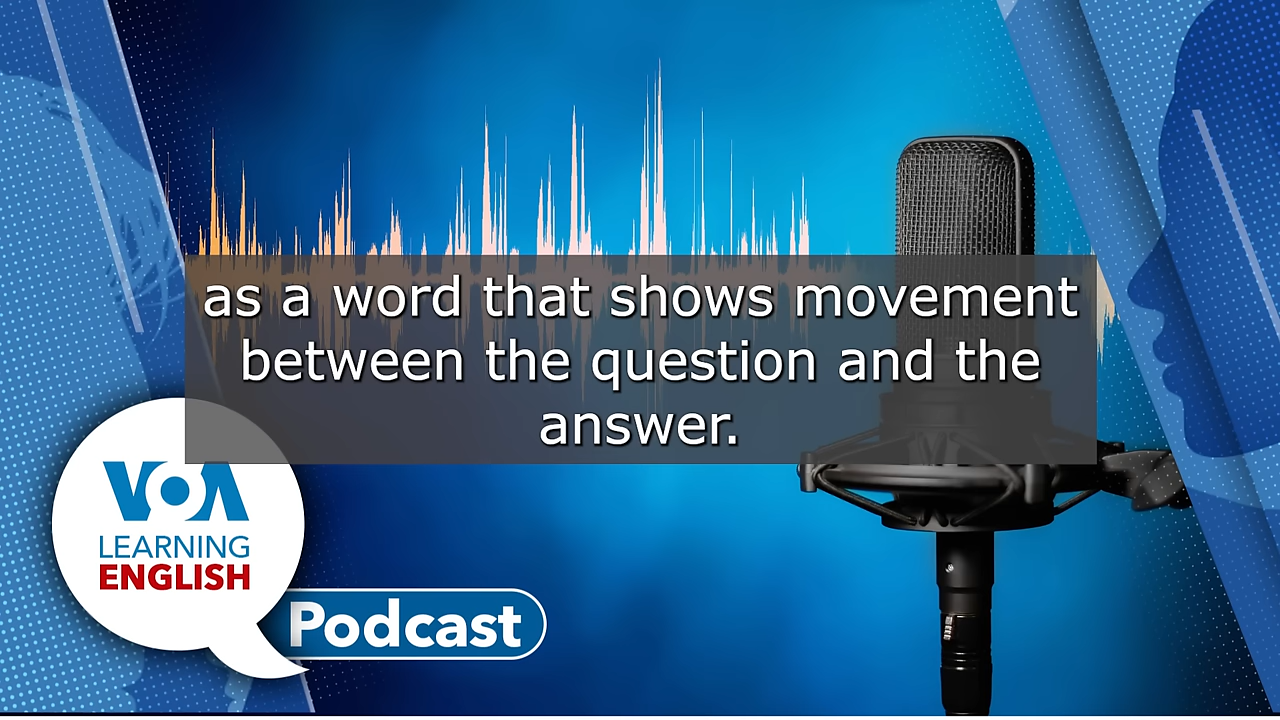 as a word that shows movement
between the question and the
answer.
VOA
LEARNING
ENGLISH
Podcast